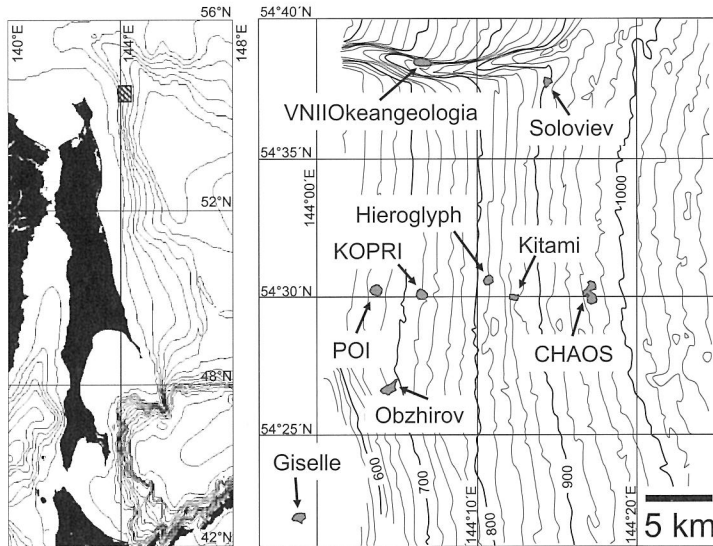 140°E
144°E
56°N
148°E
52°N
48°N
42°N
54°40´N
VNIIOkeangeologia
Soloviev
54°35´N
144°00´E
1000
Hieroglyph
KOPRI
Kitami
54°30´N
POI
CHAOS
Obzhirov
54°25´N
Giselle
600
700
144°10´E
800
900
144°20´E
5 km